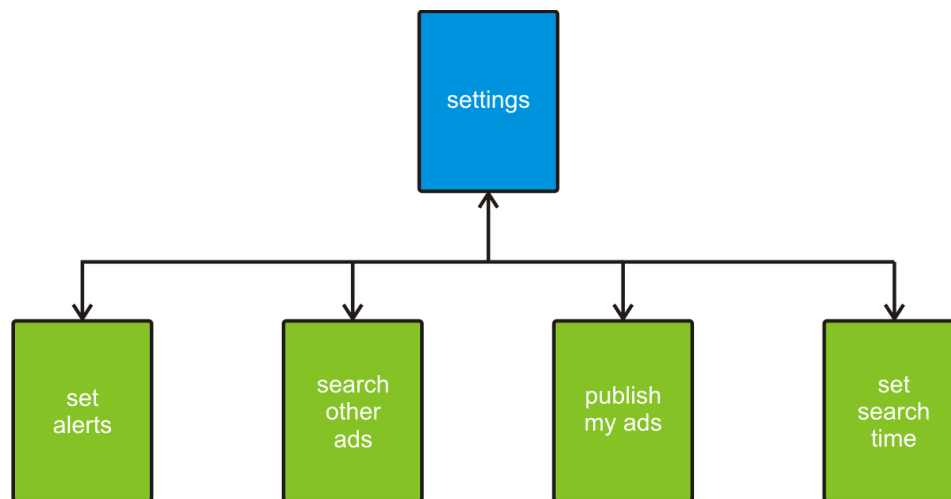 settings
set
alerts
search
other
ads
publish
my ads
set
search
time